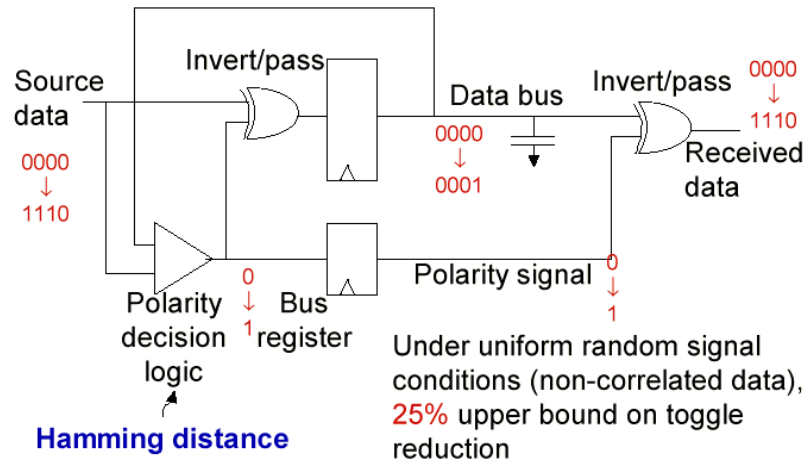 Source
data
Invert/pass
Data bus
Invert/pass
0000
↓
1110
0000
↓
1110
0000
↓
0001
Received
data
Polarity
decision
logic
0
↓
1
Bus
register
Polarity signal
0
↓
1
Hamming distance
Under uniform random signal
conditions (non-correlated data),
25% upper bound on toggle
reduction